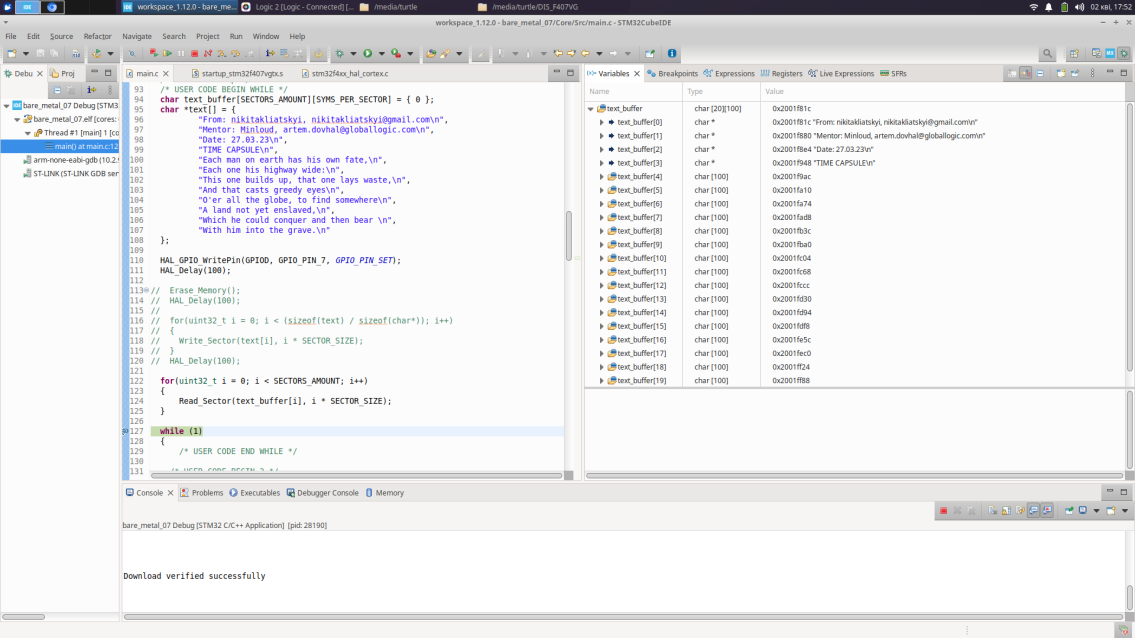 workspace_1.12.0 - bare_me...
Logic 2 [Logic - Connected] [...
/media/turtle
/media/turtle/DIS_F407VG
02 кві, 17:52
workspace_1.12.0 - bare_metal_07/Core/Src/main.c - STM32CubeIDE
File Edit Source Refactor Navigate Search Project Run Window Help
Debu Proj
bare_metal_07 Debug [STM3
bare_metal_07.elf [cores: 0
Thread #1 [main] 1 [co
main() at main.c:12
arm-none-eabi-gdb (10.2.9
ST-LINK (ST-LINK GDB ser
main.c startup_stm32f407vgtx.s stm32f4xx_hal_cortex.c
93 /* USER CODE BEGIN WHILE */
94 char text_buffer[SECTORS_AMOUNT][SYMS_PER_SECTOR] = { 0 };
95 char *text[] = {
96 "From: nikitakliatskyi, nikitakliatskyi@gmail.com\n",
97 "Mentor: Minloud, artem.dovhal@globallogic.com\n",
98 "Date: 27.03.23\n",
99 "TIME CAPSULE\n",
100 "Each man on earth has his own fate,\n",
101 "Each one his highway wide:\n",
102 "This one builds up, that one lays waste,\n",
103 "And that casts greedy eyes\n",
104 "O'er all the globe, to find somewhere\n",
105 "A land not yet enslaved,\n",
106 "Which he could conquer and then bear \n",
107 "With him into the grave.\n"
108 };
109
110 HAL_GPIO_WritePin(GPIOD, GPIO_PIN_7, GPIO_PIN_SET);
111 HAL_Delay(100);
112
113 // Erase_Memory();
114 // HAL_Delay(100);
115 //
116 // for(uint32_t i = 0; i < (sizeof(text) / sizeof(char*)); i++)
117 // {
118 // Write_Sector(text[i], i * SECTOR_SIZE);
119 // }
120 // HAL_Delay(100);
121
122 for(uint32_t i = 0; i < SECTORS_AMOUNT; i++)
123 {
124 Read_Sector(text_buffer[i], i * SECTOR_SIZE);
125 }
126
127 while (1)
128 {
129 /* USER CODE END WHILE */
130
131 /* USER CODE BEGIN 3 */
Variables Breakpoints Expressions Registers Live Expressions SFRs
Name Type Value
text_buffer char [20][100] 0x2001f81c
text_buffer[0] char * 0x2001f81c "From: nikitakliatskyi, nikitakliatskyi@gmail.com\n"
text_buffer[1] char * 0x2001f880 "Mentor: Minloud, artem.dovhal@globallogic.com\n"
text_buffer[2] char * 0x2001f8e4 "Date: 27.03.23\n"
text_buffer[3] char * 0x2001f948 "TIME CAPSULE\n"
text_buffer[4] char [100] 0x2001f9ac
text_buffer[5] char [100] 0x2001fa10
text_buffer[6] char [100] 0x2001fa74
text_buffer[7] char [100] 0x2001fad8
text_buffer[8] char [100] 0x2001fb3c
text_buffer[9] char [100] 0x2001fba0
text_buffer[10] char [100] 0x2001fc04
text_buffer[11] char [100] 0x2001fc68
text_buffer[12] char [100] 0x2001fccc
text_buffer[13] char [100] 0x2001fd30
text_buffer[14] char [100] 0x2001fd94
text_buffer[15] char [100] 0x2001fdf8
text_buffer[16] char [100] 0x2001fe5c
text_buffer[17] char [100] 0x2001fec0
text_buffer[18] char [100] 0x2001ff24
text_buffer[19] char [100] 0x2001ff88
Console Problems Executables Debugger Console Memory
bare_metal_07 Debug [STM32 C/C++ Application] [pid: 28190]
Download verified successfully